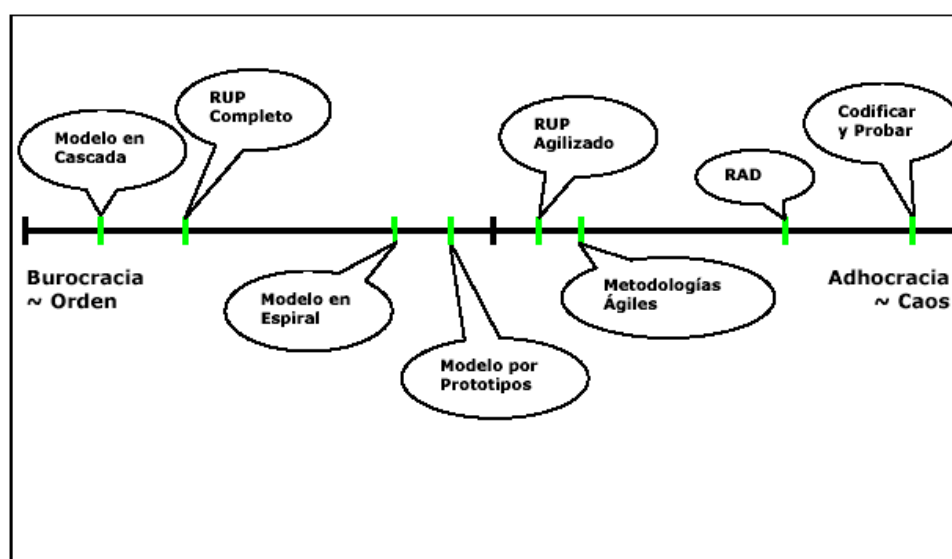 Modelo en
Cascada
RUP
Completo
RUP
Agilizado
RAD
Codificar
y Probar
Burocracia
~ Orden
Modelo en
Espiral
Modelo por
Prototipos
Metodologías
Ágiles
Adhocracia
~ Caos